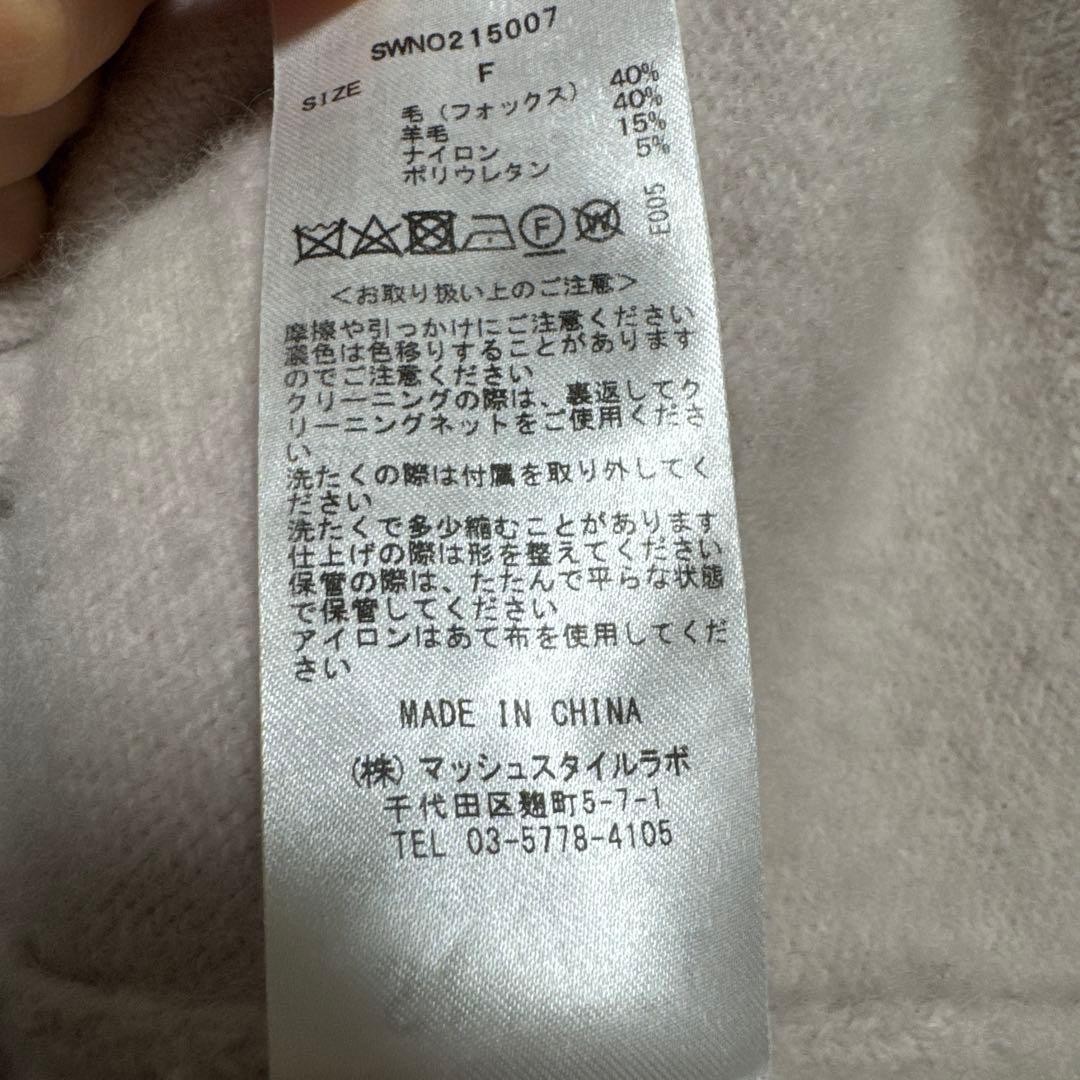 SWNO215007
SIZE F
毛（フォックス） 40%
羊毛 40%
ナイロン 15%
ポリウレタン 5%
F W E005
＜お取り扱い上のご注意＞
摩擦や引っかけにご注意ください
濃色は色移りすることがあります
のでご注意ください
クリーニングの際は、裏返してク
リーニングネットをご使用くださ
い
洗たくの際は付属を取り外してく
ださい
洗たくで多少縮むことがあります
仕上げの際は形を整えてください
保管の際は、たたんで平らな状態
で保管してください
アイロンはあて布を使用してくだ
さい
MADE IN CHINA
（株）マッシュスタイルラボ
千代田区麹町5-7-1
TEL 03-5778-4105